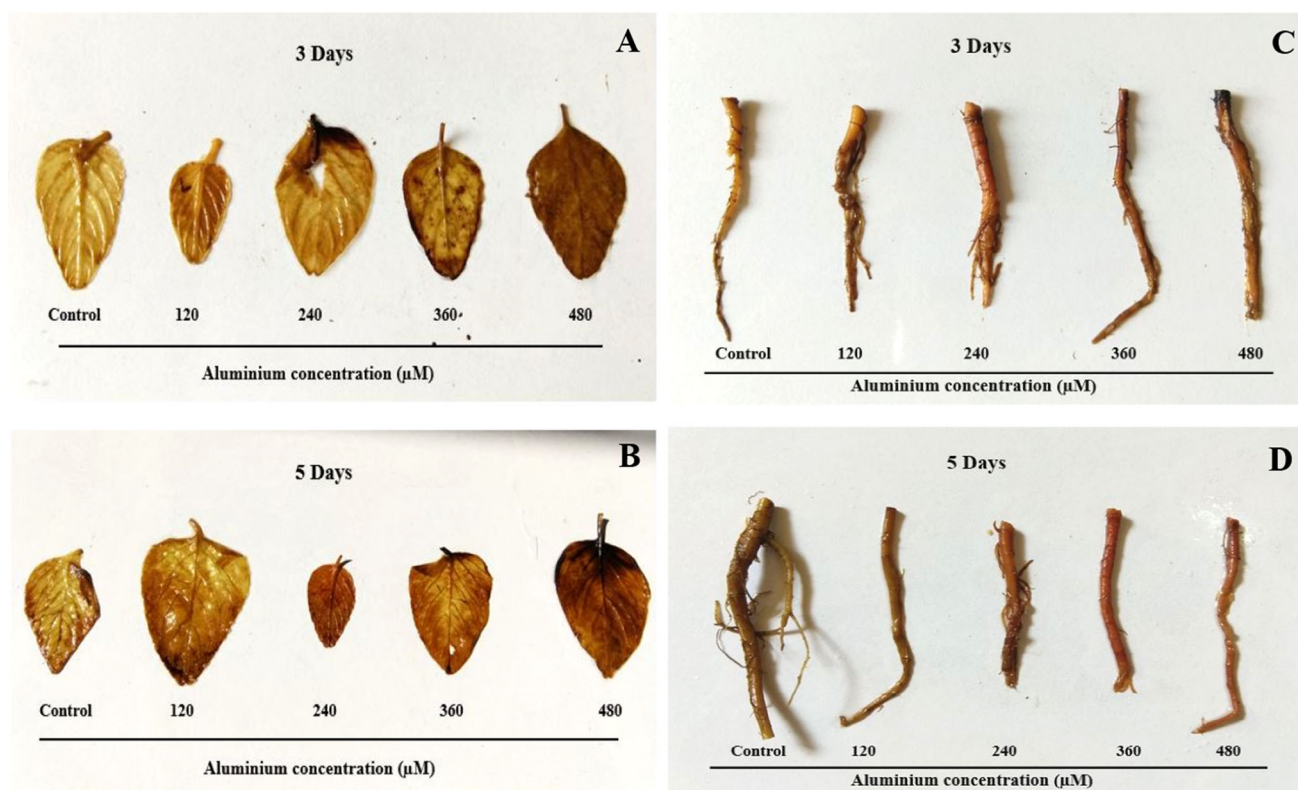 A
3 Days
Control 120 240 360 480
Aluminium concentration (µM)
C
3 Days
Control 120 240 360 480
Aluminium concentration (µM)
B
5 Days
Control 120 240 360 480
Aluminium concentration (µM)
D
5 Days
Control 120 240 360 480
Aluminium concentration (µM)